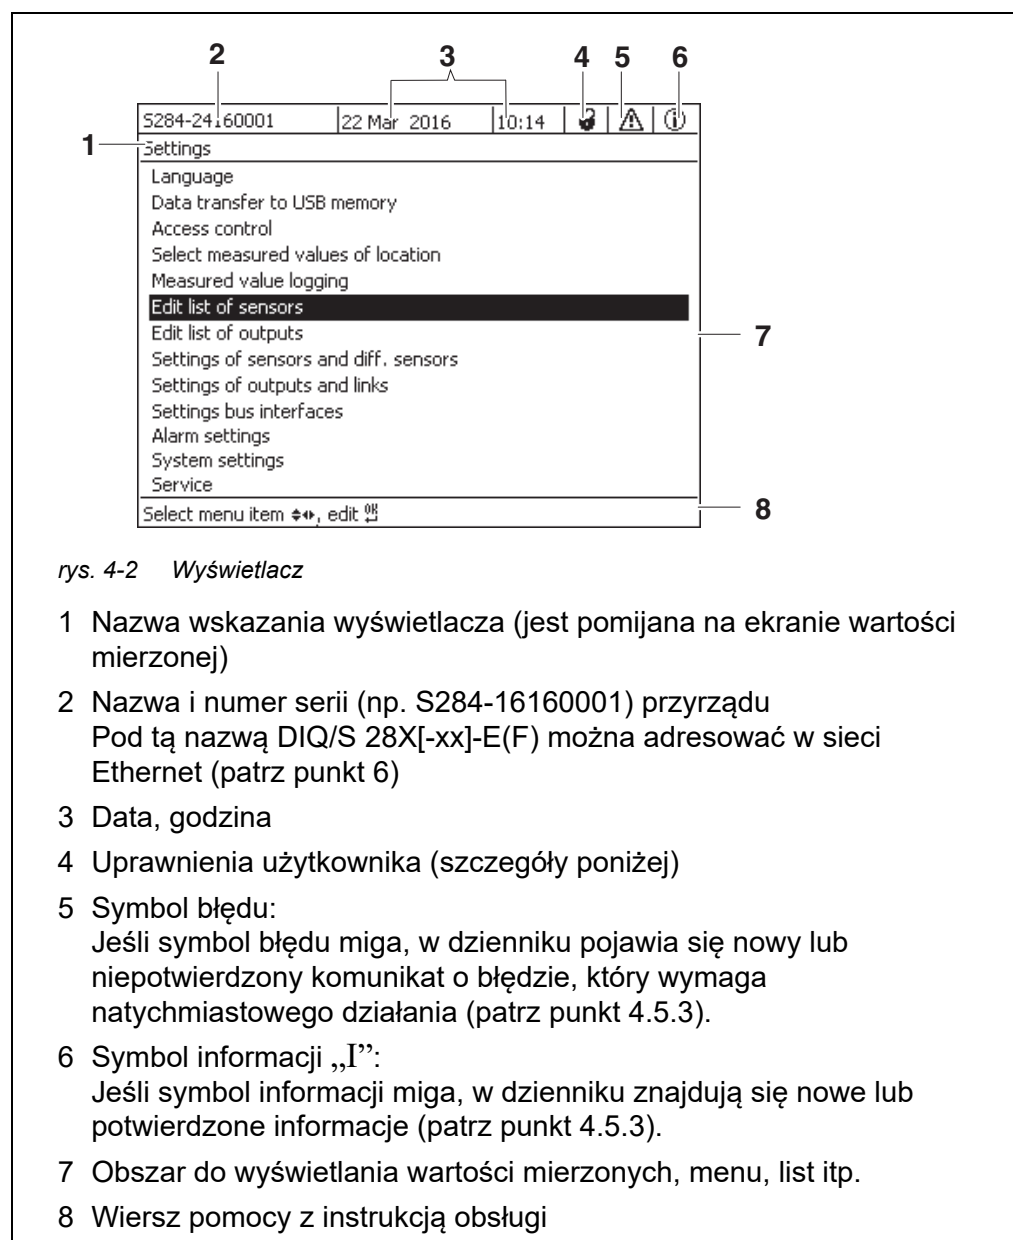 2 3 4 5 6
S284-24160001 22 Mar 2016 10:14
1 Settings
Language
Data transfer to USB memory
Access control
Select measured values of location
Measured value logging
Edit list of sensors
Edit list of outputs
7
Settings of sensors and diff. sensors
Settings of outputs and links
Settings bus interfaces
Alarm settings
System settings
Service
Select menu item, edit OK
8
rys. 4-2 Wyświetlacz
1 Nazwa wskazania wyświetlacza (jest pomijana na ekranie wartości
mierzonej)
2 Nazwa i numer serii (np. S284-16160001) przyrządu
Pod tą nazwą DIQ/S 28X[-xx]-E(F) można adresować w sieci
Ethernet (patrz punkt 6)
3 Data, godzina
4 Uprawnienia użytkownika (szczegóły poniżej)
5 Symbol błędu:
Jeśli symbol błędu miga, w dzienniku pojawia się nowy lub
niepotwierdzony komunikat o błędzie, który wymaga
natychmiastowego działania (patrz punkt 4.5.3).
6 Symbol informacji „I”:
Jeśli symbol informacji miga, w dzienniku znajdują się nowe lub
potwierdzone informacje (patrz punkt 4.5.3).
7 Obszar do wyświetlania wartości mierzonych, menu, list itp.
8 Wiersz pomocy z instrukcją obsługi